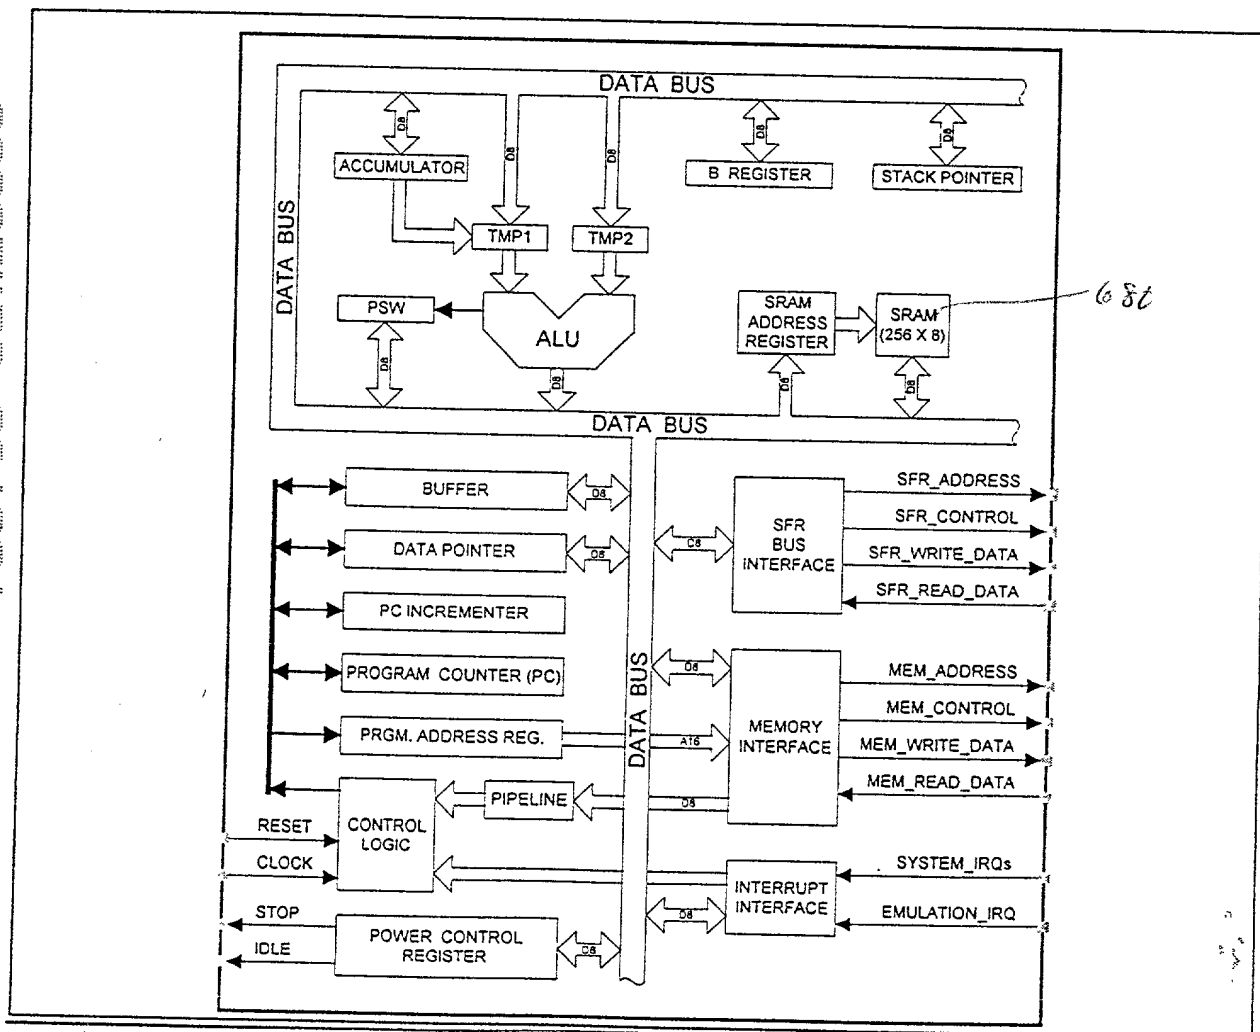 DATA BUS
D8
D8
D8
D8
D8
ACCUMULATOR
B REGISTER
STACK POINTER
DATA BUS
TMP1
TMP2
PSW
ALU
SRAM
ADDRESS
REGISTER
SRAM
(256 X 8)
D8
D8
D8
D8
DATA BUS
BUFFER
D8
DATA POINTER
D8
PC INCREMENTER
PROGRAM COUNTER (PC)
PRGM. ADDRESS REG.
A16
PIPELINE
D8
CONTROL
LOGIC
RESET
CLOCK
STOP
IDLE
POWER CONTROL
REGISTER
D8
DATA BUS
D8
SFR
BUS
INTERFACE
SFR_ADDRESS
SFR_CONTROL
SFR_WRITE_DATA
SFR_READ_DATA
D8
MEMORY
INTERFACE
MEM_ADDRESS
MEM_CONTROL
MEM_WRITE_DATA
MEM_READ_DATA
D8
INTERRUPT
INTERFACE
SYSTEM_IRQs
EMULATION_IRQ